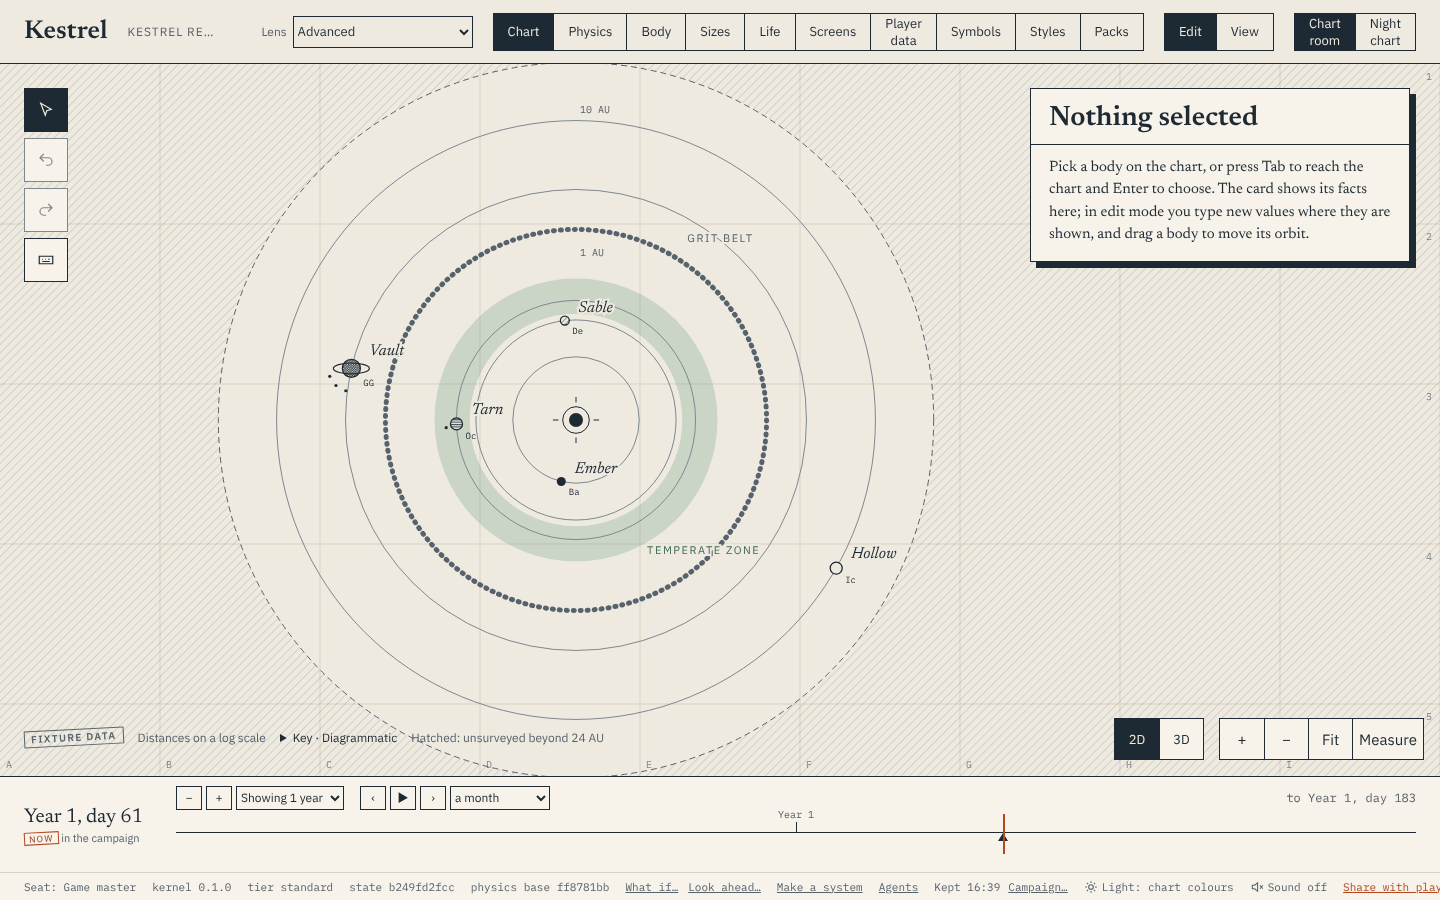 Kestrel
KESTREL RE...
Lens
Advanced
Chart
Physics
Body
Sizes
Life
Screens
Player
data
Symbols
Styles
Packs
Edit
View
Chart
room
Night
chart
1
10 AU
Nothing selected
Pick a body on the chart, or press Tab to reach the
chart and Enter to choose. The card shows its facts
here; in edit mode you type new values where they are
shown, and drag a body to move its orbit.
GRIT BELT
2
1 AU
Sable
De
Vault
GG
3
Tarn
Oc
Ember
Ba
TEMPERATE ZONE
Hollow
Ic
4
5
FIXTURE DATA
Distances on a log scale
Key · Diagrammatic
Hatched: unsurveyed beyond 24 AU
2D
3D
+
−
Fit
Measure
A
B
C
D
E
F
G
H
I
Year 1, day 61
NOW in the campaign
−
+
Showing 1 year
‹
▶
›
a month
to Year 1, day 183
Year 1
Seat: Game master
kernel 0.1.0
tier standard
state b249fd2fcc
physics base ff8781bb
What if…
Look ahead…
Make a system
Agents
Kept 16:39
Campaign…
Light: chart colours
Sound off
Share with play